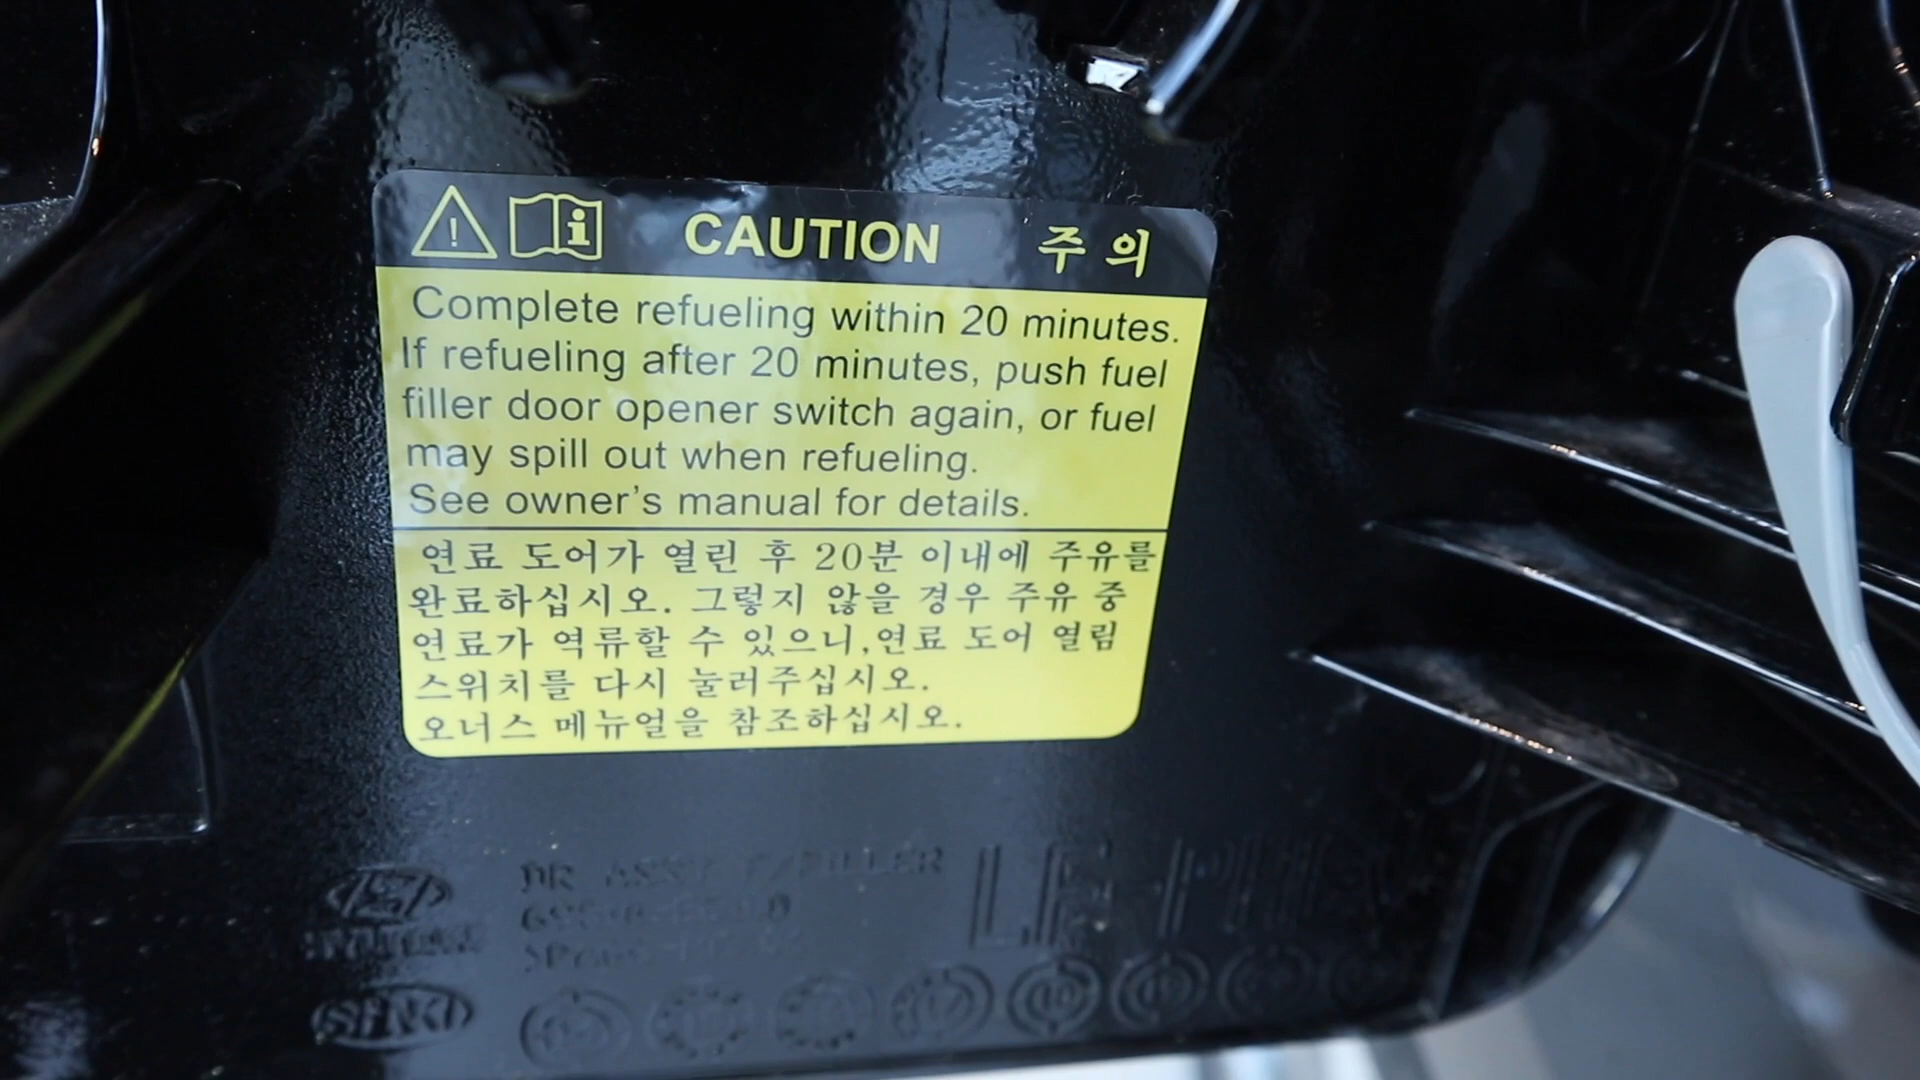 CAUTION 주의
Complete refueling within 20 minutes.
If refueling after 20 minutes, push fuel
filler door opener switch again, or fuel
may spill out when refueling.
See owner's manual for details.
연료 도어가 열린 후 20분 이내에 주유를
완료하십시오. 그렇지 않을 경우 주유 중
연료가 역류할 수 있으니,연료 도어 열림
스위치를 다시 눌러주십시오.
오너스 메뉴얼을 참조하십시오.
DR ASSY-F/FILLER
HYUNDAI